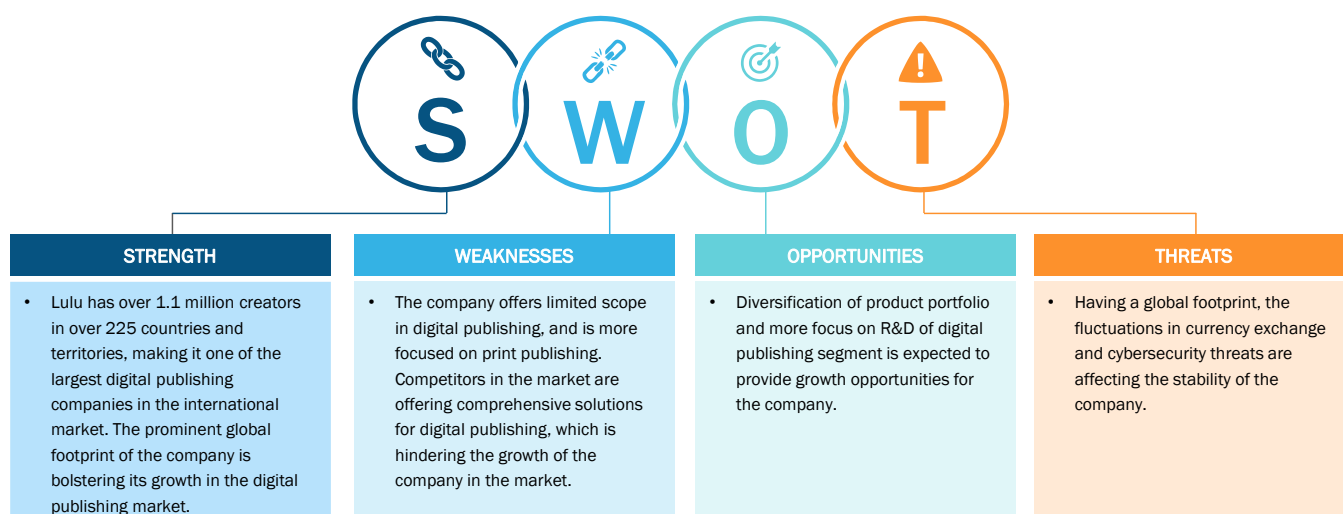 S W O T
STRENGTH
• Lulu has over 1.1 million creators
in over 225 countries and
territories, making it one of the
largest digital publishing
companies in the international
market. The prominent global
footprint of the company is
bolstering its growth in the digital
publishing market.
WEAKNESSES
• The company offers limited scope
in digital publishing, and is more
focused on print publishing.
Competitors in the market are
offering comprehensive solutions
for digital publishing, which is
hindering the growth of the
company in the market.
OPPORTUNITIES
• Diversification of product portfolio
and more focus on R&D of digital
publishing segment is expected to
provide growth opportunities for
the company.
THREATS
• Having a global footprint, the
fluctuations in currency exchange
and cybersecurity threats are
affecting the stability of the
company.